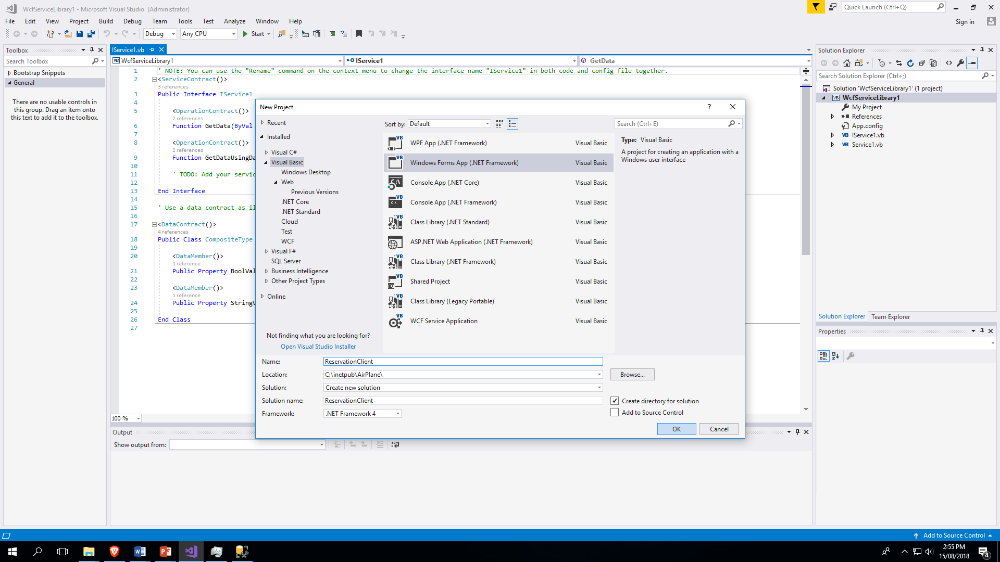 WcfServiceLibrary1 - Microsoft Visual Studio (Administrator)
Quick Launch (Ctrl+Q)
File Edit View Project Build Debug Team Tools Test Analyze Window Help
Sign in
Debug
Any CPU
Start
Toolbox
Search Toolbox
Bootstrap Snippets
General
There are no usable controls in
this group. Drag an item onto
this text to add it to the toolbox.
IService1.vb
VB WcfServiceLibrary1
IService1
GetData
1 ' NOTE: You can use the "Rename" command on the context menu to change the interface name "IService1" in both code and config file together.
2 <ServiceContract()>
3 references
3 Public Interface IService1
4
5 <OperationContract()>
2 references
6 Function GetData(ByVal
7
8 <OperationContract()>
2 references
9 Function GetDataUsingDa
10
11 ' TODO: Add your servic
12
13 End Interface
14
15 ' Use a data contract as il
16
17 <DataContract()>
4 references
18 Public Class CompositeType
19
20 <DataMember()>
1 reference
21 Public Property BoolVal
22
23 <DataMember()>
1 reference
24 Public Property StringV
25
26 End Class
27
100 %
Output
Show output from:
New Project
?
Recent
Installed
Visual C#
Visual Basic
Windows Desktop
Web
Previous Versions
.NET Core
.NET Standard
Cloud
Test
WCF
Visual F#
SQL Server
Business Intelligence
Other Project Types
Online
Not finding what you are looking for?
Open Visual Studio Installer
Sort by: Default
Search (Ctrl+E)
VB WPF App (.NET Framework) Visual Basic
VB Windows Forms App (.NET Framework) Visual Basic
VB Console App (.NET Core) Visual Basic
VB Console App (.NET Framework) Visual Basic
VB Class Library (.NET Standard) Visual Basic
VB ASP.NET Web Application (.NET Framework) Visual Basic
VB Class Library (.NET Framework) Visual Basic
VB Shared Project Visual Basic
VB Class Library (Legacy Portable) Visual Basic
VB WCF Service Application Visual Basic
Type: Visual Basic
A project for creating an application with a
Windows user interface
Name: ReservationClient
Location: C:\inetpub\AirPlane\
Browse...
Solution: Create new solution
Solution name: ReservationClient
Create directory for solution
Framework: .NET Framework 4
Add to Source Control
OK
Cancel
Solution Explorer
Search Solution Explorer (Ctrl+;)
Solution 'WcfServiceLibrary1' (1 project)
VB WcfServiceLibrary1
My Project
References
App.config
VB IService1.vb
VB Service1.vb
Solution Explorer Team Explorer
Properties
Add to Source Control
2:55 PM
15/08/2018
4